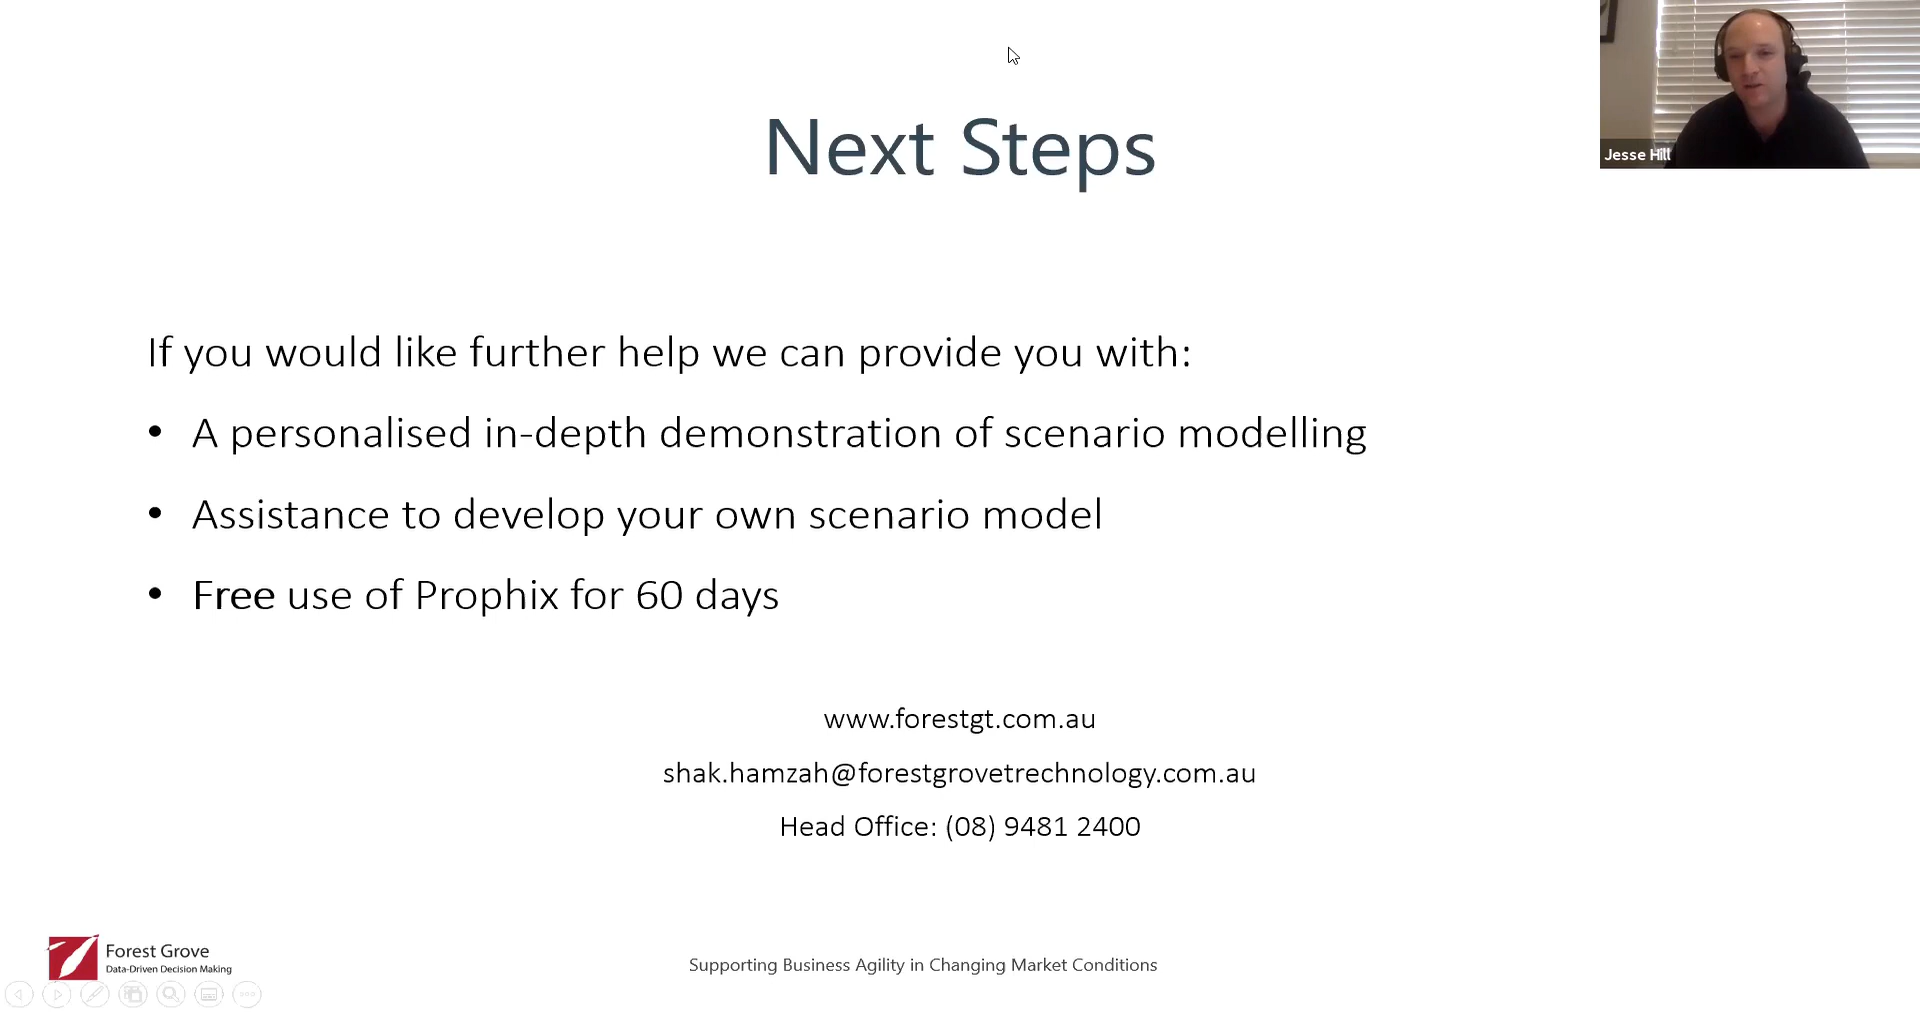 Next Steps
Jesse Hill
If you would like further help we can provide you with:
• A personalised in-depth demonstration of scenario modelling
• Assistance to develop your own scenario model
• Free use of Prophix for 60 days
www.forestgt.com.au
shak.hamzah@forestgrovetrechnology.com.au
Head Office: (08) 9481 2400
Forest Grove
Data-Driven Decision Making
Supporting Business Agility in Changing Market Conditions